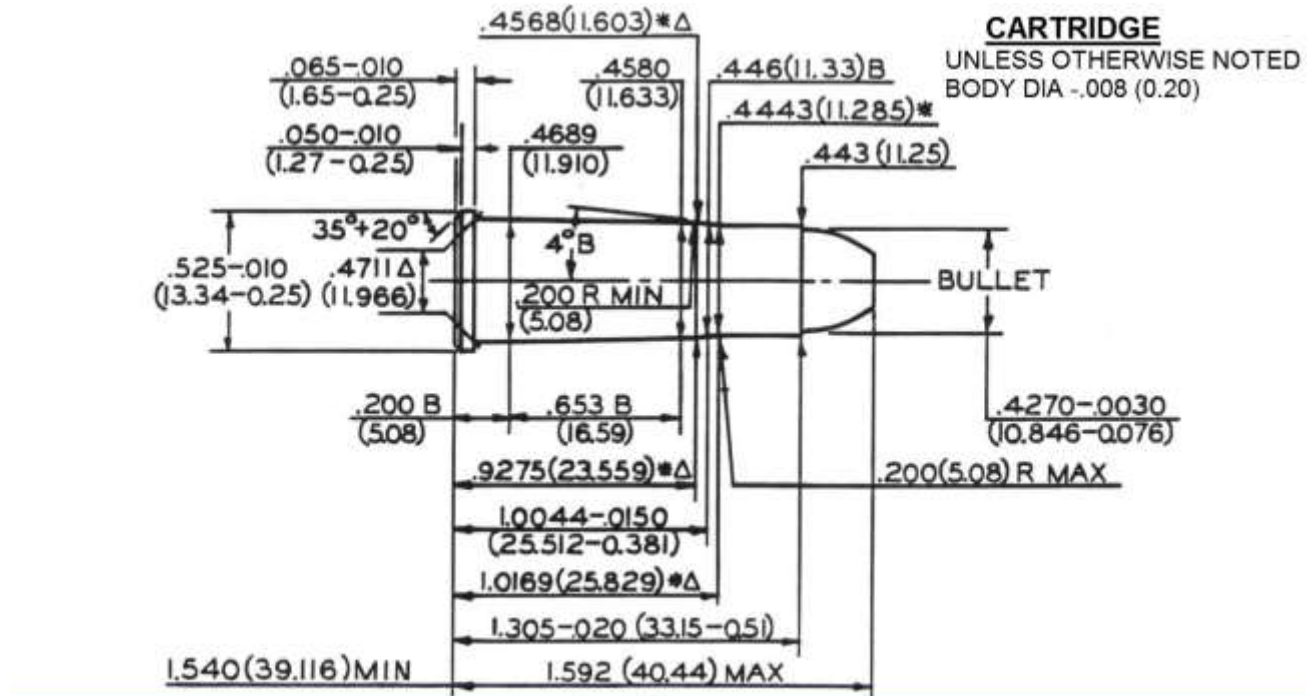 .4568(11.603)*Δ
CARTRIDGE
UNLESS OTHERWISE NOTED
BODY DIA -.008 (0.20)
.065-.010
(1.65-0.25)
.4580
(11.633)
.446(11.33)B
.4443(11.285)*
.050-.010
(1.27-0.25)
.4689
(11.910)
.443(11.25)
35°+20°
4°B
.525-.010
(13.34-0.25)
.4711Δ
(11.966)
.200 R MIN
(5.08)
BULLET
.200 B
(5.08)
.653 B
(16.59)
.4270-.0030
(10.846-0.076)
.9275(23.559)*Δ
.200(5.08) R MAX
1.0044-.0150
(25.512-0.381)
1.0169(25.829)*Δ
1.305-.020 (33.15-0.51)
1.540(39.116)MIN
1.592 (40.44) MAX